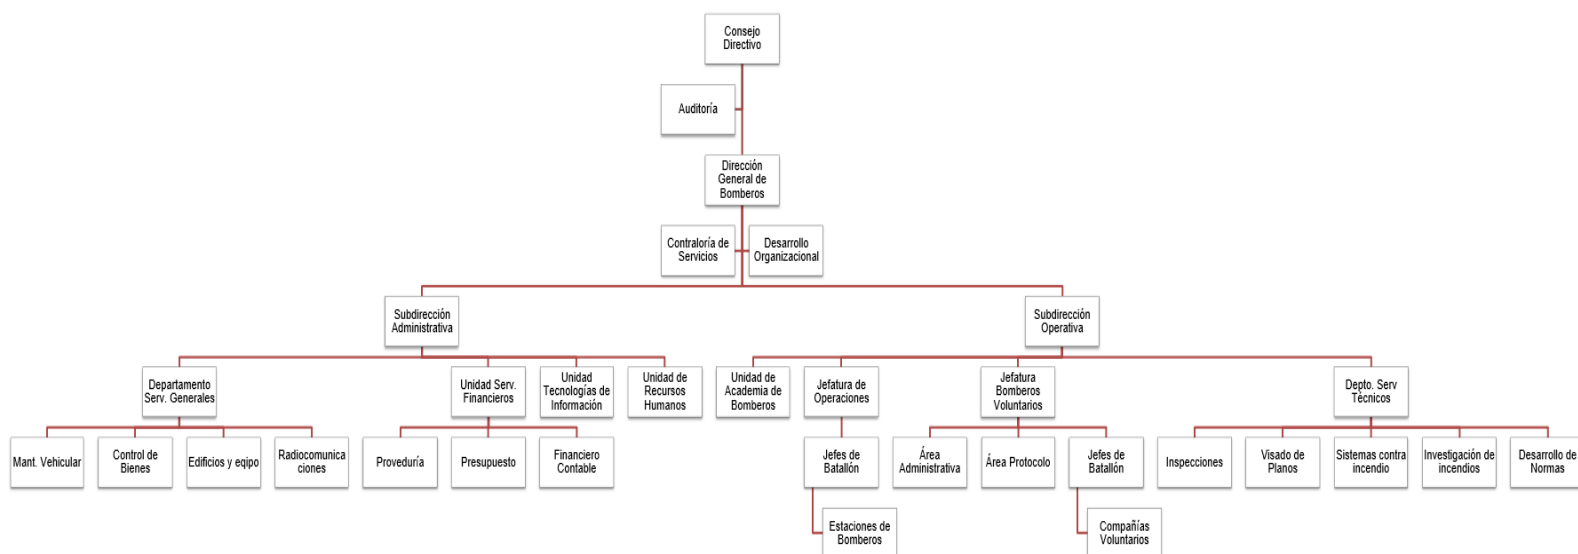 Consejo
Directivo
Auditoría
Dirección
General de
Bomberos
Contraloría de
Servicios
Desarrollo
Organizacional
Subdirección
Administrativa
Subdirección
Operativa
Departamento
Serv. Generales
Unidad Serv.
Financieros
Unidad
Tecnologías de
Información
Unidad de
Recursos
Humanos
Unidad de
Academia de
Bomberos
Jefatura de
Operaciones
Jefatura
Bomberos
Voluntarios
Depto. Serv
Técnicos
Mant. Vehicular
Control de
Bienes
Edificios y eqipo
Radiocomunica
ciones
Proveduría
Presupuesto
Financiero
Contable
Jefes de
Batallón
Área
Administrativa
Área Protocolo
Jefes de
Batallón
Inspecciones
Visado de
Planos
Sistemas contra
incendio
Investigación de
incendios
Desarrollo de
Normas
Estaciones de
Bomberos
Compañías
Voluntarios